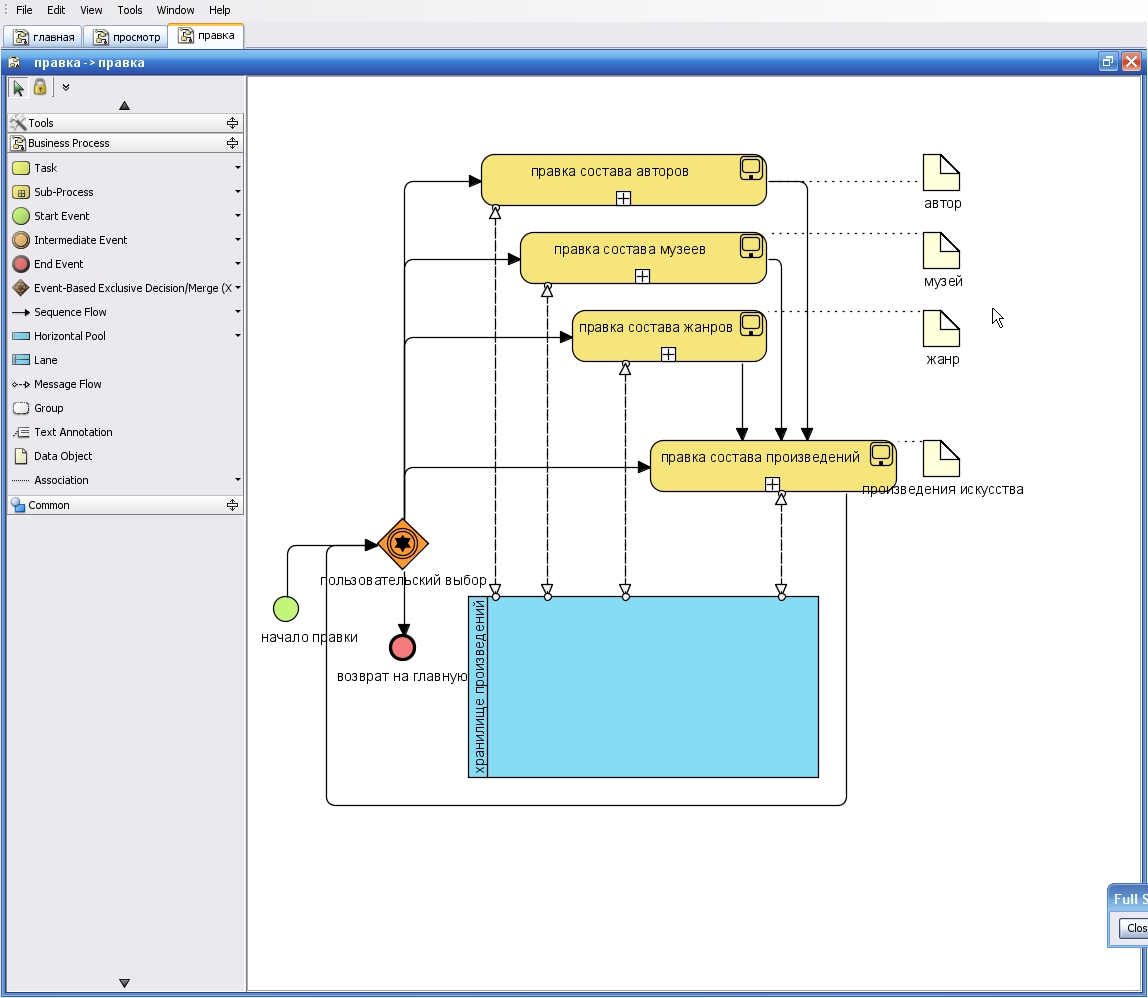 File Edit View Tools Window Help
главная просмотр правка
правка -> правка
Tools
Business Process
Task
Sub-Process
Start Event
Intermediate Event
End Event
Event-Based Exclusive Decision/Merge (X
Sequence Flow
Horizontal Pool
Lane
Message Flow
Group
Text Annotation
Data Object
Association
Common
правка состава авторов
автор
правка состава музеев
музей
правка состава жанров
жанр
правка состава произведений
произведения искусства
пользовательский выбор
начало правки
возврат на главную
хранилище произведений
Full S
Clos